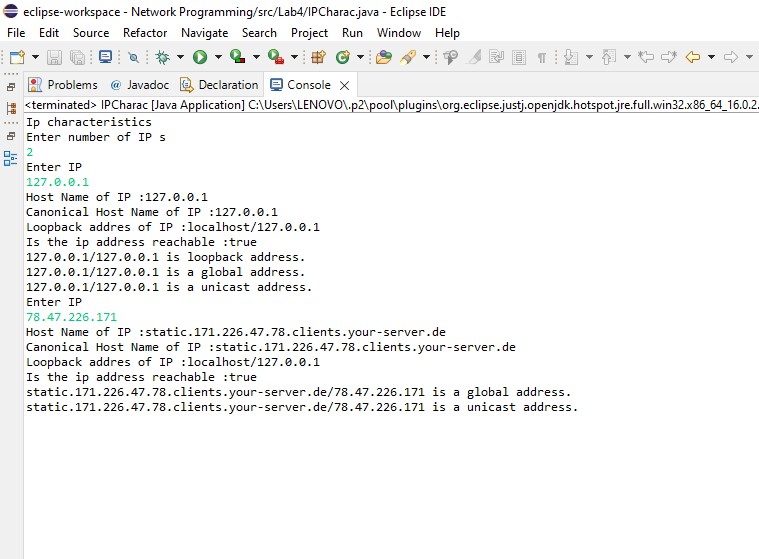 eclipse-workspace - Network Programming/src/Lab4/IPCharac.java - Eclipse IDE
File Edit Source Refactor Navigate Search Project Run Window Help
Problems @ Javadoc Declaration Console
<terminated> IPCharac [Java Application] C:\Users\LENOVO\.p2\pool\plugins\org.eclipse.justj.openjdk.hotspot.jre.full.win32.x86_64_16.0.2.
Ip characteristics
Enter number of IP s
2
Enter IP
127.0.0.1
Host Name of IP :127.0.0.1
Canonical Host Name of IP :127.0.0.1
Loopback addres of IP :localhost/127.0.0.1
Is the ip address reachable :true
127.0.0.1/127.0.0.1 is loopback address.
127.0.0.1/127.0.0.1 is a global address.
127.0.0.1/127.0.0.1 is a unicast address.
Enter IP
78.47.226.171
Host Name of IP :static.171.226.47.78.clients.your-server.de
Canonical Host Name of IP :static.171.226.47.78.clients.your-server.de
Loopback addres of IP :localhost/127.0.0.1
Is the ip address reachable :true
static.171.226.47.78.clients.your-server.de/78.47.226.171 is a global address.
static.171.226.47.78.clients.your-server.de/78.47.226.171 is a unicast address.